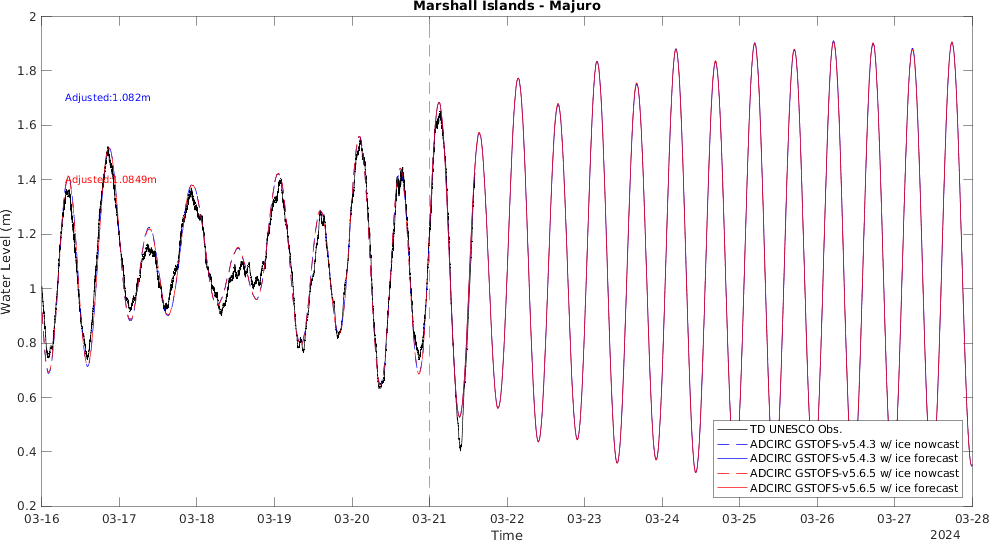 Marshall Islands - Majuro
2
1.8
1.6
1.4
1.2
1
0.8
0.6
0.4
0.2
Water Level (m)
Adjusted:1.082m
Adjusted:1.0849m
TD UNESCO Obs.
ADCIRC GSTOFS-v5.4.3 w/ ice nowcast
ADCIRC GSTOFS-v5.4.3 w/ ice forecast
ADCIRC GSTOFS-v5.6.5 w/ ice nowcast
ADCIRC GSTOFS-v5.6.5 w/ ice forecast
03-16 03-17 03-18 03-19 03-20 03-21 03-22 03-23 03-24 03-25 03-26 03-27 03-28
Time
2024